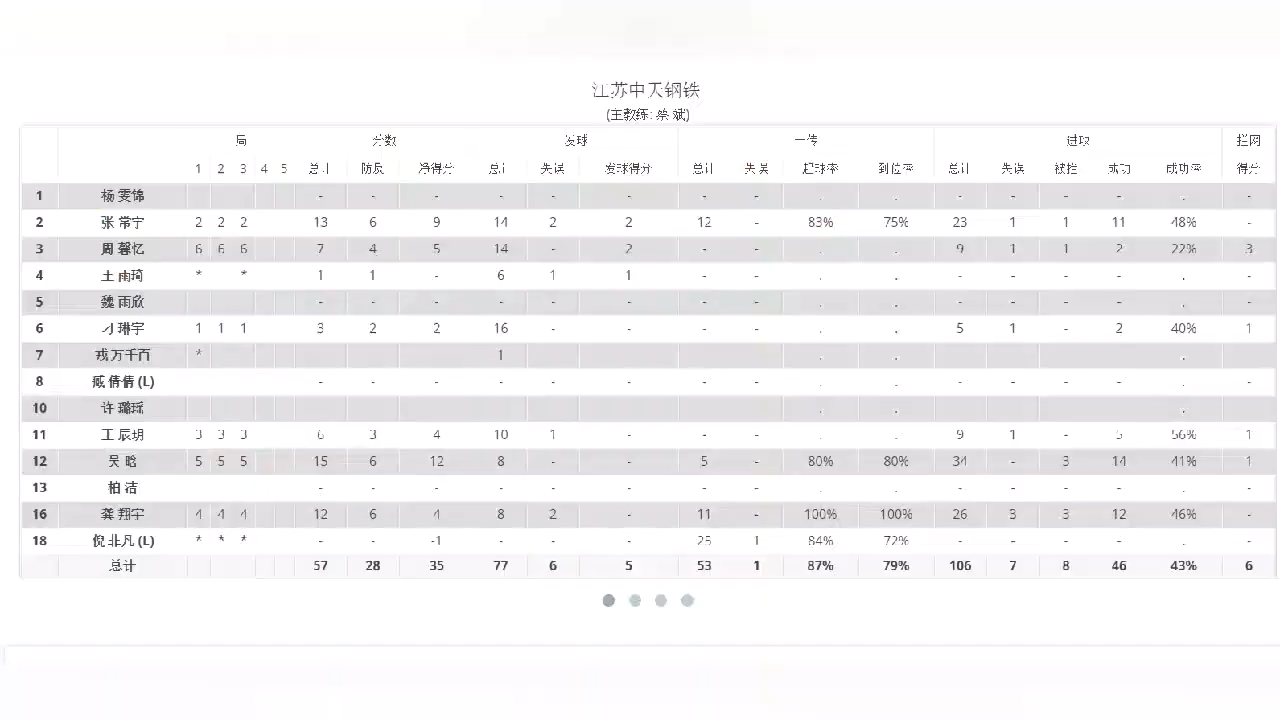 江苏中天钢铁
(主教练: 蔡 斌)
局 分数 发球 一传 进攻 拦网
1 2 3 4 5 总计 防反 净得分 总计 失误 发球得分 总计 失误 起球率 到位率 总计 失误 被拦 成功 成功率 得分
1 杨 雯锦 - - - - - - - - . . - - - - . -
2 张 常宁 2 2 2 13 6 9 14 2 2 12 - 83% 75% 23 1 1 11 48% -
3 周 馨忆 6 6 6 7 4 5 14 - 2 - - . . 9 1 1 2 22% 3
4 王 雨琦 * * 1 1 - 6 1 1 - - . . - - - - . -
5 魏 雨欣 - - - - - - - - . . - - - - . -
6 刁 琳宇 1 1 1 3 2 2 16 - - - - . . 5 1 - 2 40% 1
7 戎 万千百 * 1 . . .
8 臧 倩倩 (L) - - - - - - - - . . - - - - . -
10 许 璐瑶 . . .
11 王 辰玥 3 3 3 6 3 4 10 1 - - - . . 9 1 - 5 56% 1
12 吴 晗 5 5 5 15 6 12 8 - - 5 - 80% 80% 34 - 3 14 41% 1
13 柏 洁 - - - - - - - - . . - - - - . -
16 龚 翔宇 4 4 4 12 6 4 8 2 - 11 - 100% 100% 26 3 3 12 46% -
18 倪 非凡 (L) * * * - - -1 - - - 25 1 84% 72% - - - - . -
总计 57 28 35 77 6 5 53 1 87% 79% 106 7 8 46 43% 6